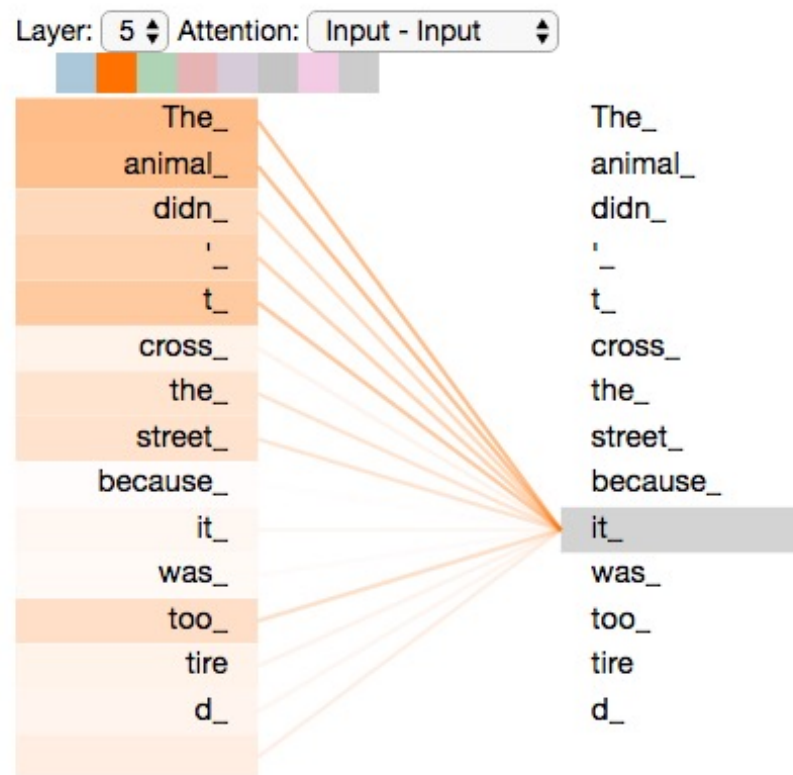 Layer: 5 Attention: Input - Input
The_ The_
animal_ animal_
didn_ didn_
'_ '_
t_ t_
cross_ cross_
the_ the_
street_ street_
because_ because_
it_ it_
was_ was_
too_ too_
tire tire
d_ d_